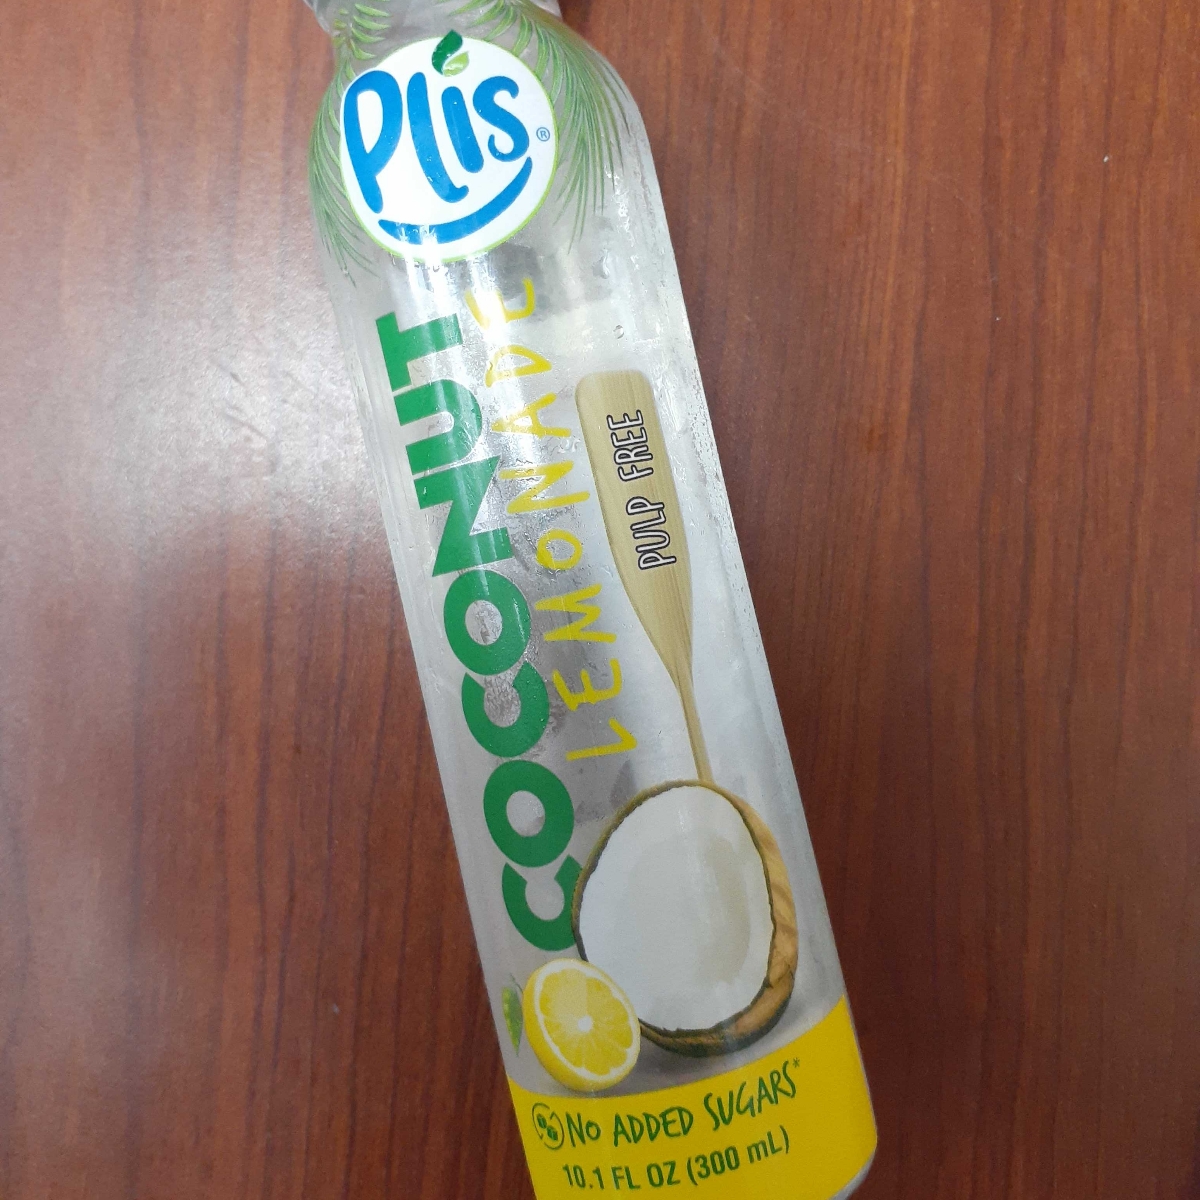 Plis®
COCONUT
LEMONADE
PULP FREE
NO ADDED SUGARS*
10.1 FL OZ (300 mL)